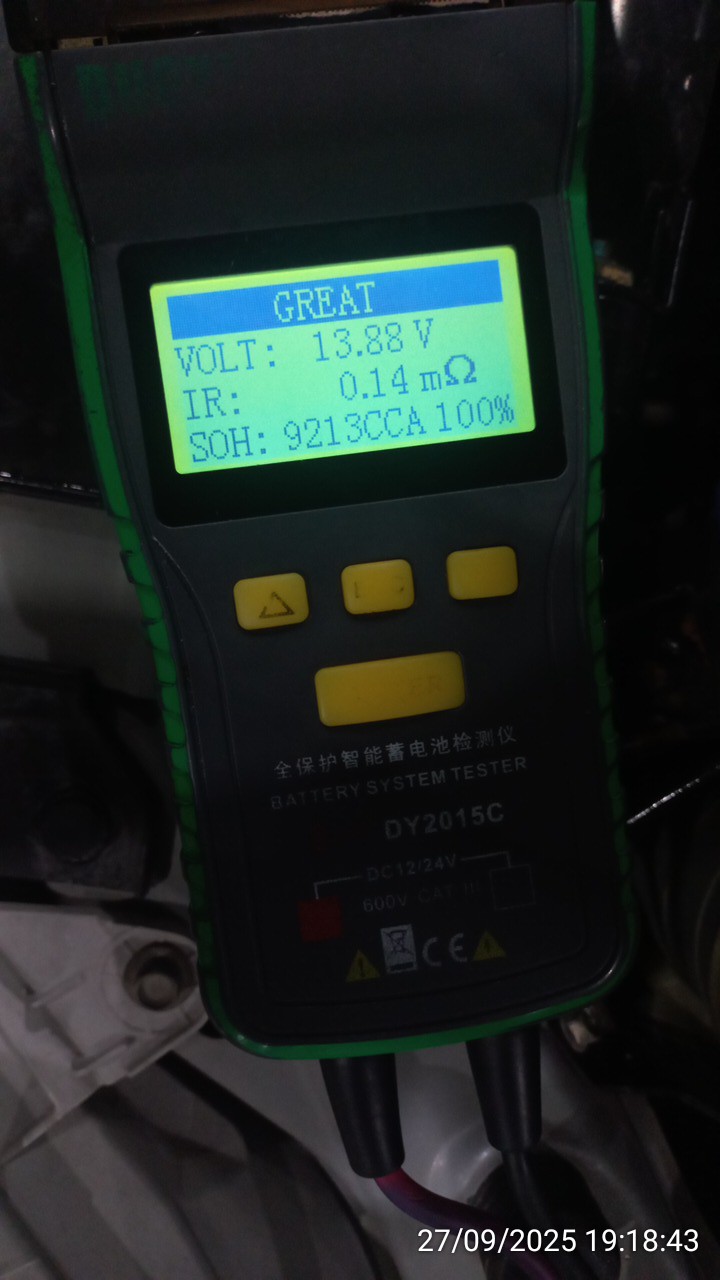 GREAT
VOLT: 13.88 V
IR: 0.14 mΩ
SOH: 9213CCA 100%
全保护智能蓄电池检测仪
BATTERY SYSTEM TESTER
DY2015C
DC12/24V
600V CAT III
CE
27/09/2025 19:18:43